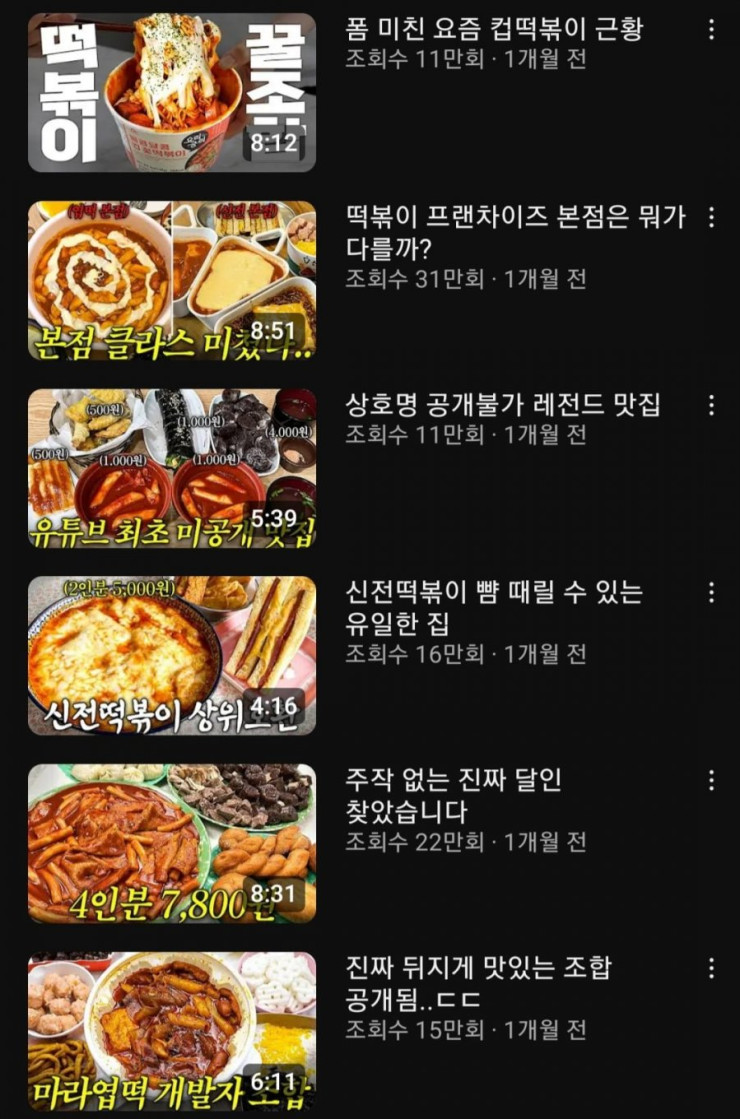 떡볶이
꿀조합
8:12
폼 미친 요즘 컵떡볶이 근황
조회수 11만회 · 1개월 전
(엽떡 본점)
(신전 본점)
본점 클라스 미쳤다..
8:51
떡볶이 프랜차이즈 본점은 뭐가
다를까?
조회수 31만회 · 1개월 전
(500원)
(1,000원)
(4,000원)
(500원)
(1,000원)
(1,000원)
유튜브 최초 미공개 맛집
5:39
상호명 공개불가 레전드 맛집
조회수 11만회 · 1개월 전
(2인분 5,000원)
신전떡볶이 상위호환
4:16
신전떡볶이 뺨 때릴 수 있는
유일한 집
조회수 16만회 · 1개월 전
4인분 7,800원
8:31
주작 없는 진짜 달인
찾았습니다
조회수 22만회 · 1개월 전
마라엽떡 개발자 조합
6:11
진짜 뒤지게 맛있는 조합
공개됨..ㄷㄷ
조회수 15만회 · 1개월 전